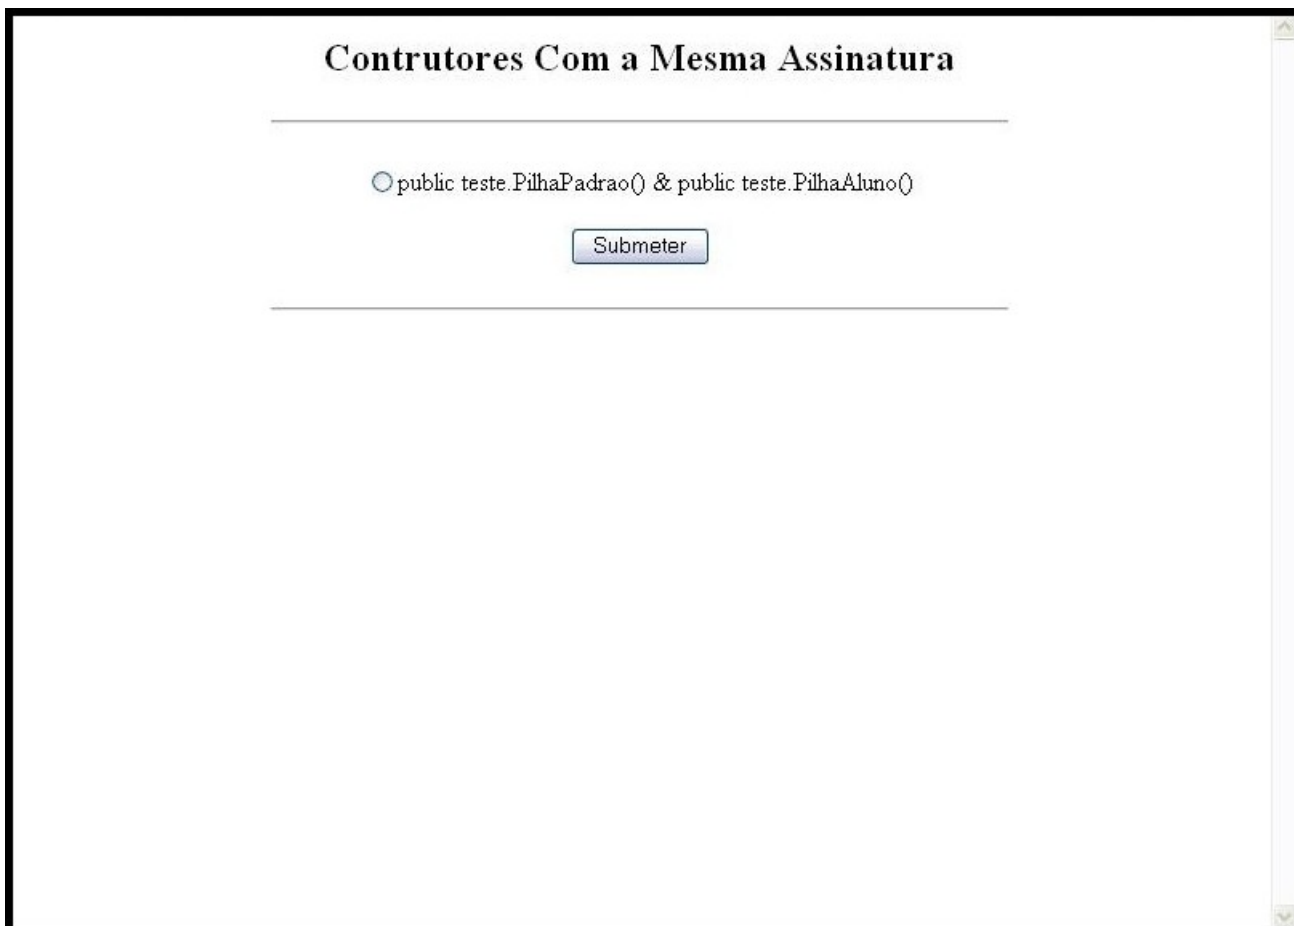 Contrutores Com a Mesma Assinatura
public teste.PilhaPadrao() & public teste.PilhaAluno()
Submeter